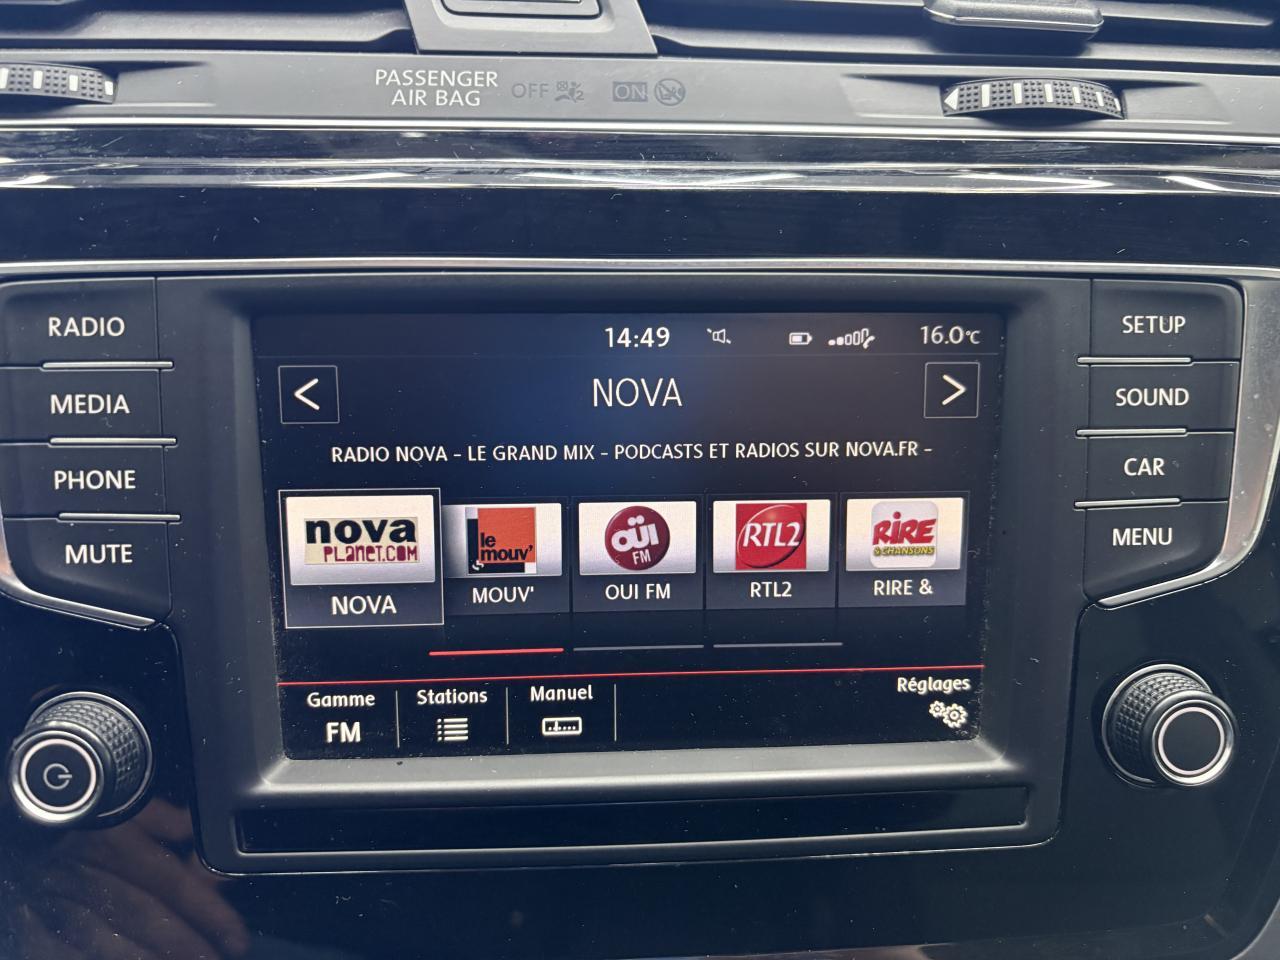 PASSENGER
AIR BAG
OFF
2
ON
RADIO
MEDIA
PHONE
MUTE
14:49
16.0°C
<
NOVA
>
RADIO NOVA - LE GRAND MIX - PODCASTS ET RADIOS SUR NOVA.FR -
nova
PLANET.COM
NOVA
le
mouv'
MOUV'
OÜI
FM
OUI FM
RTL2
RTL2
RIRE
& CHANSONS
RIRE &
Gamme
FM
Stations
Manuel
Réglages
SETUP
SOUND
CAR
MENU